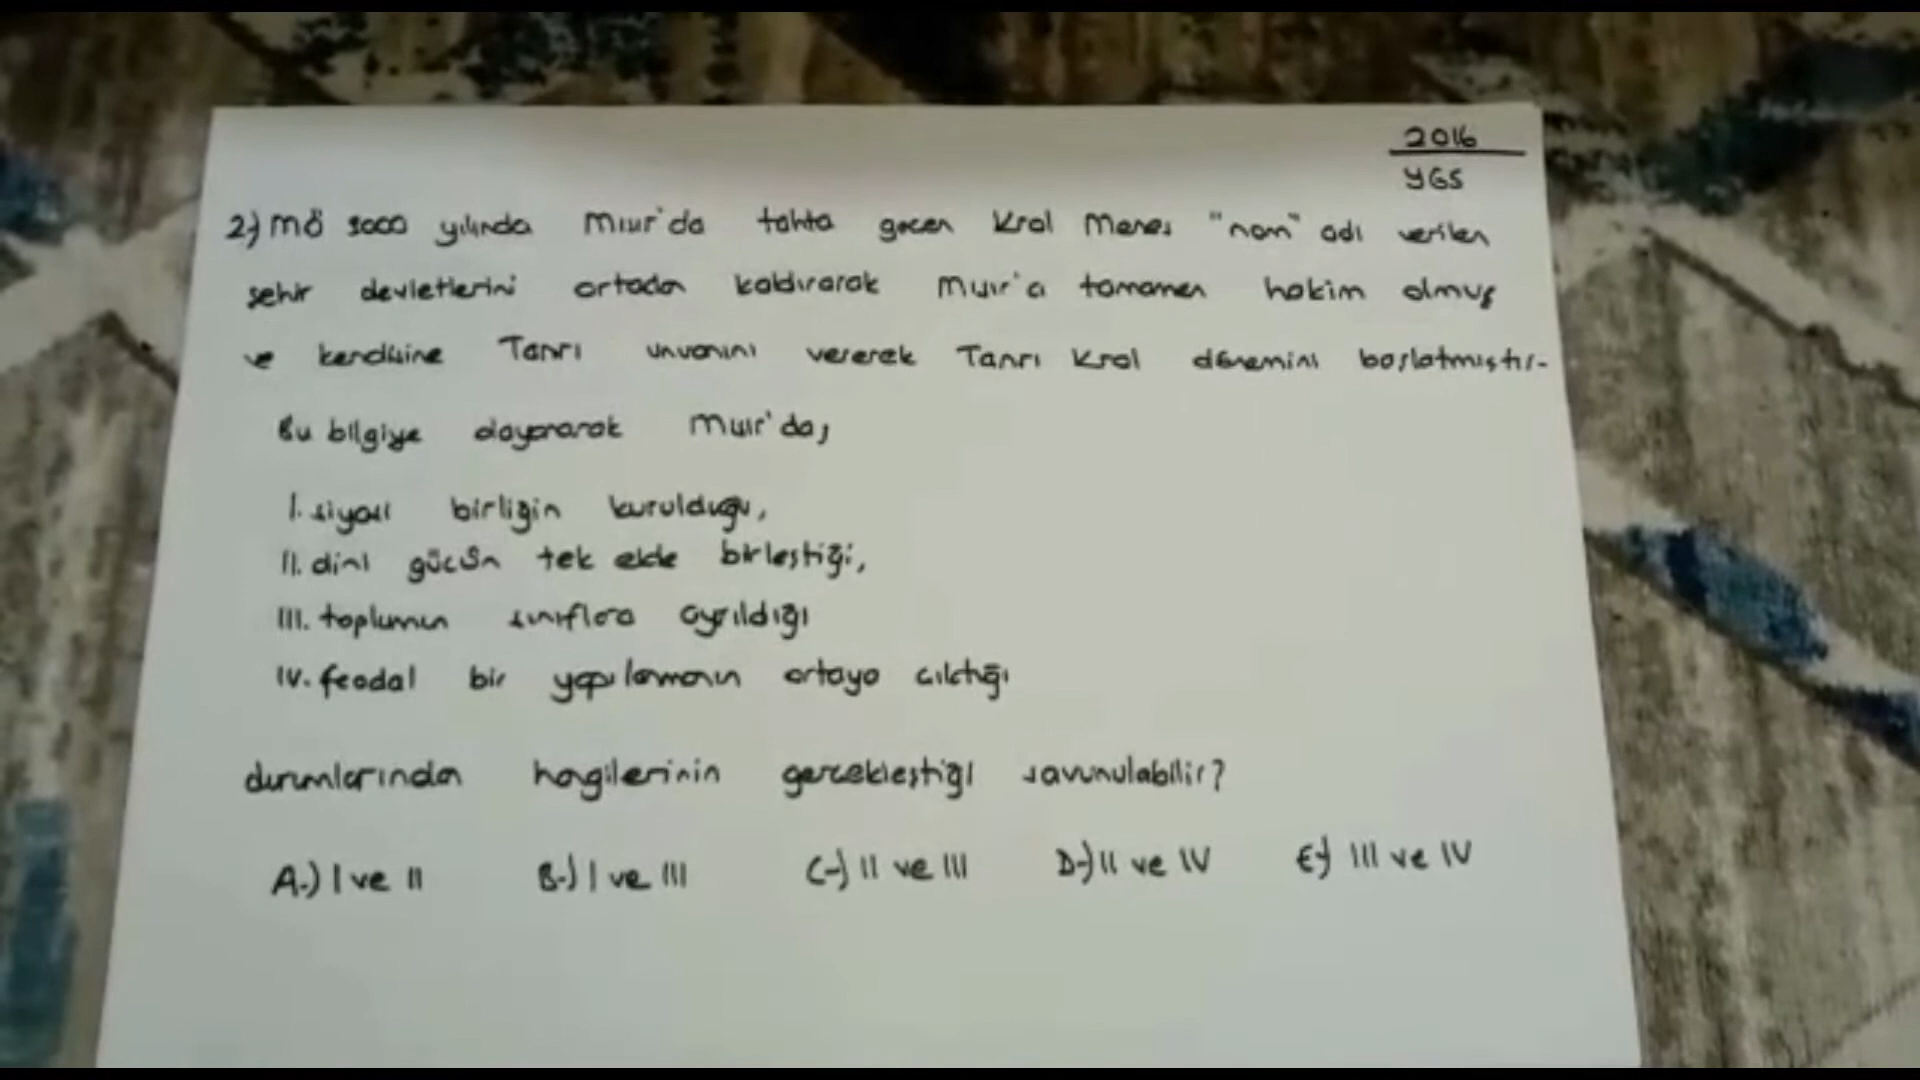 2016
YGS
2) MÖ 3000 yılında Mısır'da tahta geçen Kral Menes "nom" adı verilen
şehir devletlerini ortadan kaldırarak Mısır'a tamamen hakim olmuş
ve kendisine Tanrı unvanını vererek Tanrı Kral dönemini başlatmıştır.
Bu bilgiye dayanarak Mısır'da,
I. siyasi birliğin kurulduğu,
II. dini gücün tek elde birleştiği,
III. toplumun sınıflara ayrıldığı
IV. feodal bir yapılanmanın ortaya çıktığı
durumlarından hangilerinin gerçekleştiği savunulabilir?
A-) I ve II B-) I ve III C-) II ve III D-) II ve IV E-) III ve IV